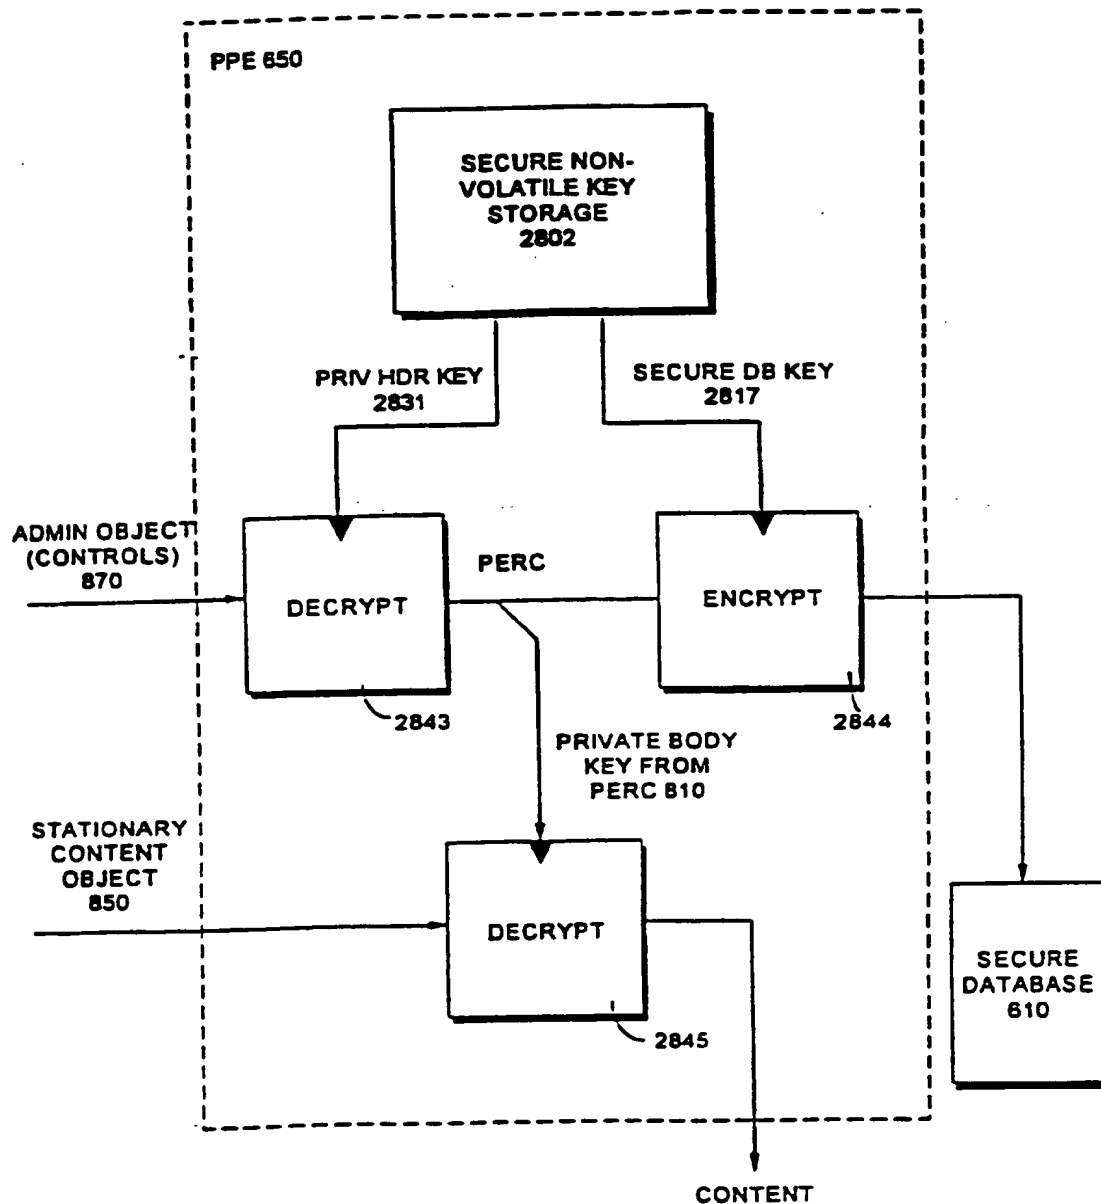 PPE 650
SECURE NON-
VOLATILE KEY
STORAGE
2802
PRIV HDR KEY
2831
SECURE DB KEY
2817
ADMIN OBJECT
(CONTROLS)
870
DECRYPT
PERC
ENCRYPT
2843
2844
PRIVATE BODY
KEY FROM
PERC 810
STATIONARY
CONTENT
OBJECT
850
DECRYPT
2845
SECURE
DATABASE
610
CONTENT